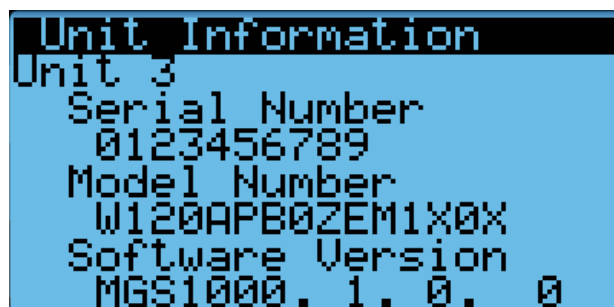 Unit Information
Unit 3
Serial Number
0123456789
Model Number
W120APB0ZEM1X0X
Software Version
MGS1000. 1. 0.  0